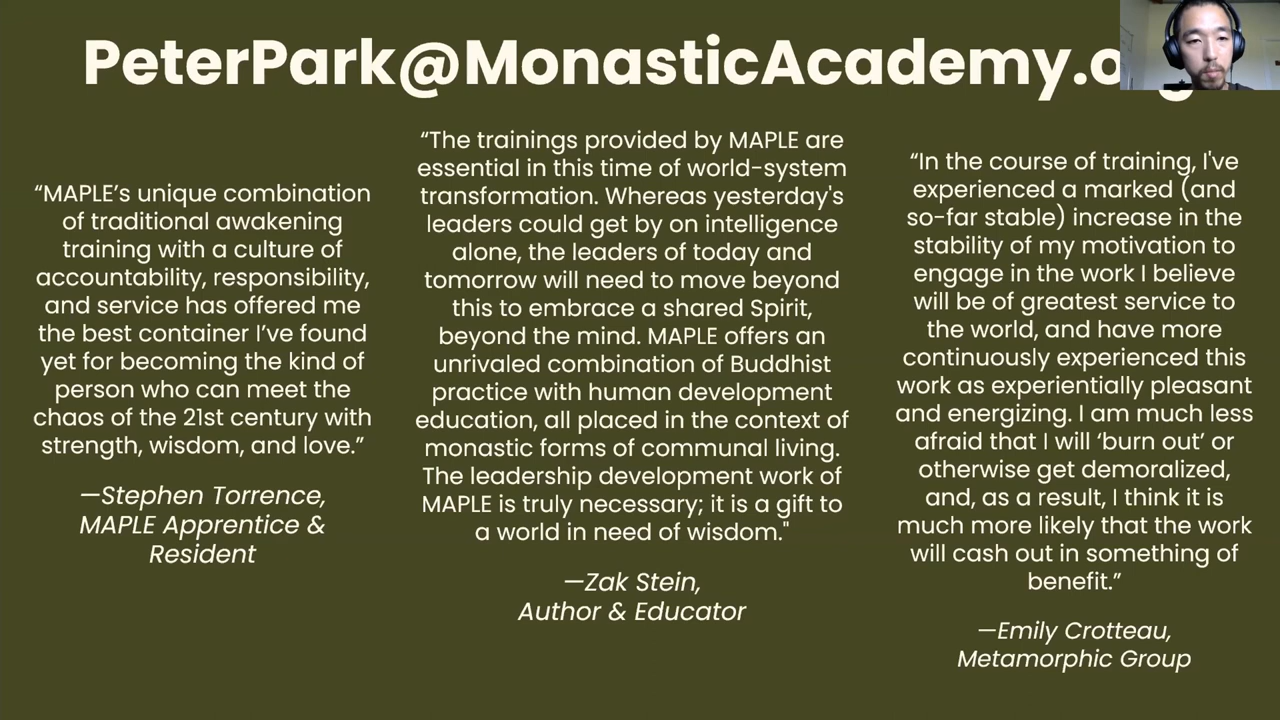 PeterPark@MonasticAcademy.o
“MAPLE’s unique combination
of traditional awakening
training with a culture of
accountability, responsibility,
and service has offered me
the best container I’ve found
yet for becoming the kind of
person who can meet the
chaos of the 21st century with
strength, wisdom, and love.”
—Stephen Torrence,
MAPLE Apprentice &
Resident
“The trainings provided by MAPLE are
essential in this time of world-system
transformation. Whereas yesterday's
leaders could get by on intelligence
alone, the leaders of today and
tomorrow will need to move beyond
this to embrace a shared Spirit,
beyond the mind. MAPLE offers an
unrivaled combination of Buddhist
practice with human development
education, all placed in the context of
monastic forms of communal living.
The leadership development work of
MAPLE is truly necessary; it is a gift to
a world in need of wisdom."
—Zak Stein,
Author & Educator
“In the course of training, I've
experienced a marked (and
so-far stable) increase in the
stability of my motivation to
engage in the work I believe
will be of greatest service to
the world, and have more
continuously experienced this
work as experientially pleasant
and energizing. I am much less
afraid that I will ‘burn out’ or
otherwise get demoralized,
and, as a result, I think it is
much more likely that the work
will cash out in something of
benefit.”
—Emily Crotteau,
Metamorphic Group